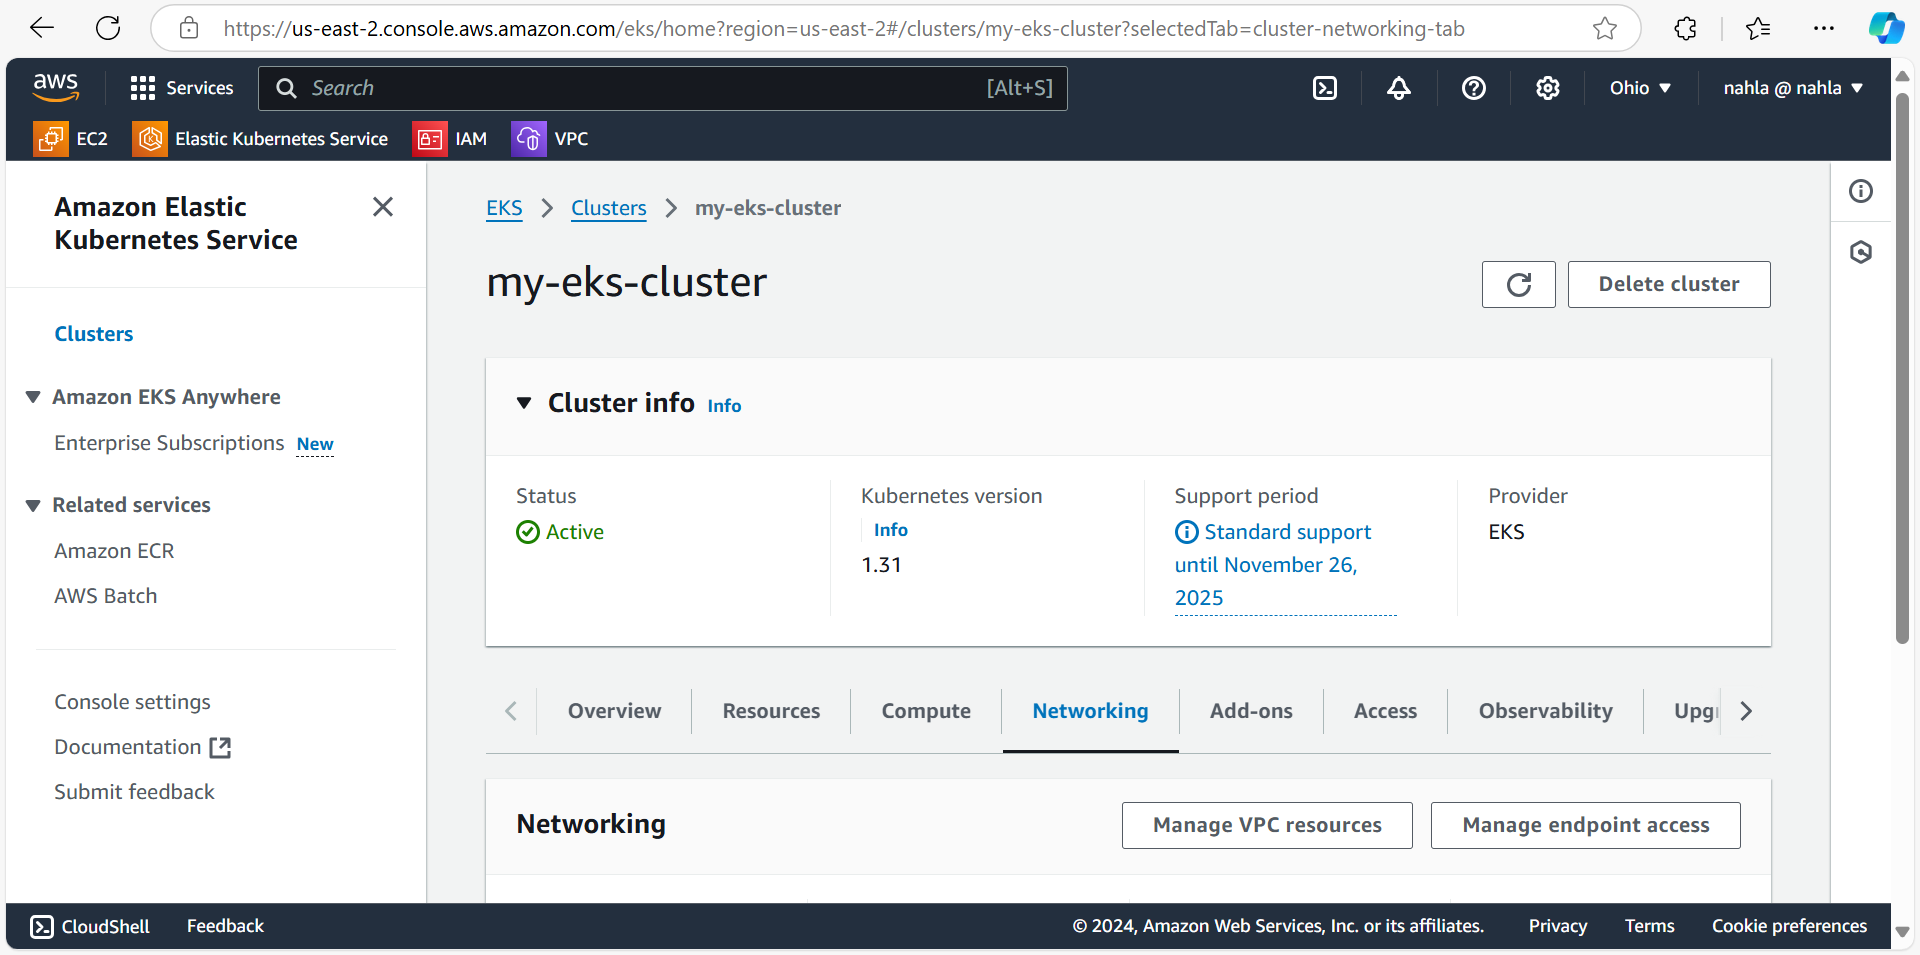 https://us-east-2.console.aws.amazon.com/eks/home?region=us-east-2#/clusters/my-eks-cluster?selectedTab=cluster-networking-tab
aws Services Search [Alt+S] Ohio nahla @ nahla
EC2 Elastic Kubernetes Service IAM VPC
Amazon Elastic
Kubernetes Service
Clusters
Amazon EKS Anywhere
Enterprise Subscriptions New
Related services
Amazon ECR
AWS Batch
Console settings
Documentation
Submit feedback
EKS Clusters my-eks-cluster
my-eks-cluster
Delete cluster
Cluster info Info
Status
Active
Kubernetes version
Info
1.31
Support period
Standard support
until November 26,
2025
Provider
EKS
Overview Resources Compute Networking Add-ons Access Observability Upg
Networking Manage VPC resources Manage endpoint access
CloudShell Feedback © 2024, Amazon Web Services, Inc. or its affiliates. Privacy Terms Cookie preferences